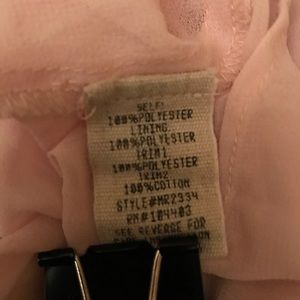 SELF:
100%POLYESTER
LINING:
100%POLYESTER
TRIM1
100%POLYESTER
TRIM2
100%COTTON
STYLE#MR2334
RN#104403
SEE REVERSE FOR
CARE